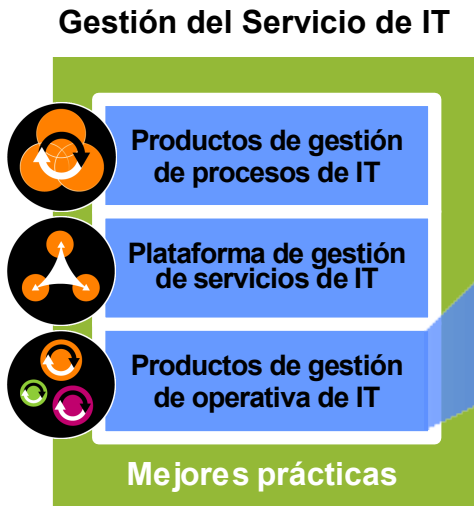 Gestión del Servicio de IT
Productos de gestión
de procesos de IT
Plataforma de gestión
de servicios de IT
Productos de gestión
de operativa de IT
Mejores prácticas